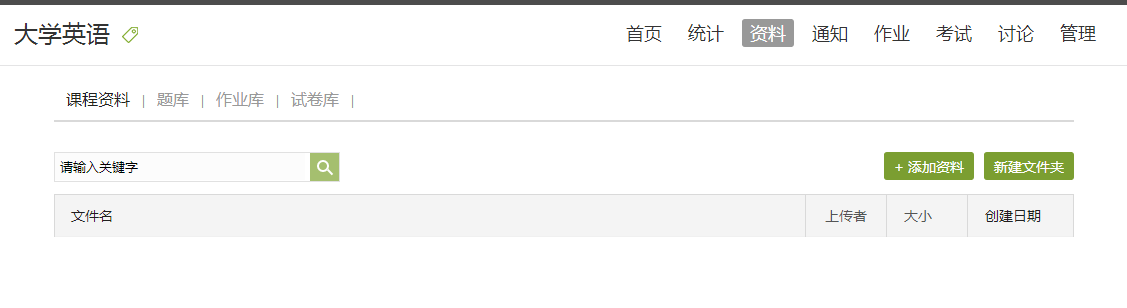 大学英语 首页 统计 资料 通知 作业 考试 讨论 管理
课程资料 | 题库 | 作业库 | 试卷库 |
请输入关键字 + 添加资料 新建文件夹
文件名 上传者 大小 创建日期